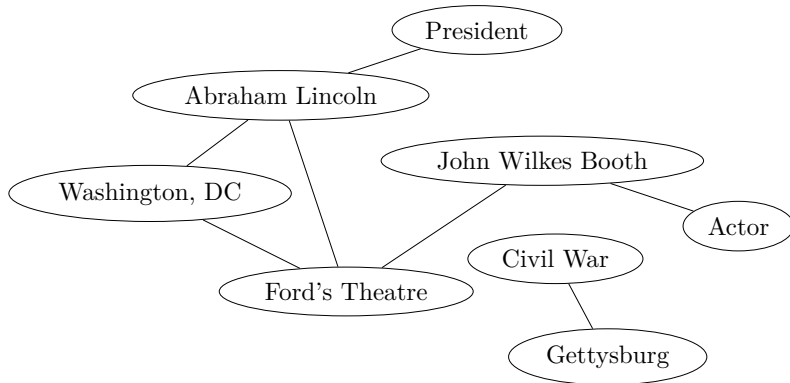 President
Abraham Lincoln
John Wilkes Booth
Washington, DC
Actor
Civil War
Ford's Theatre
Gettysburg